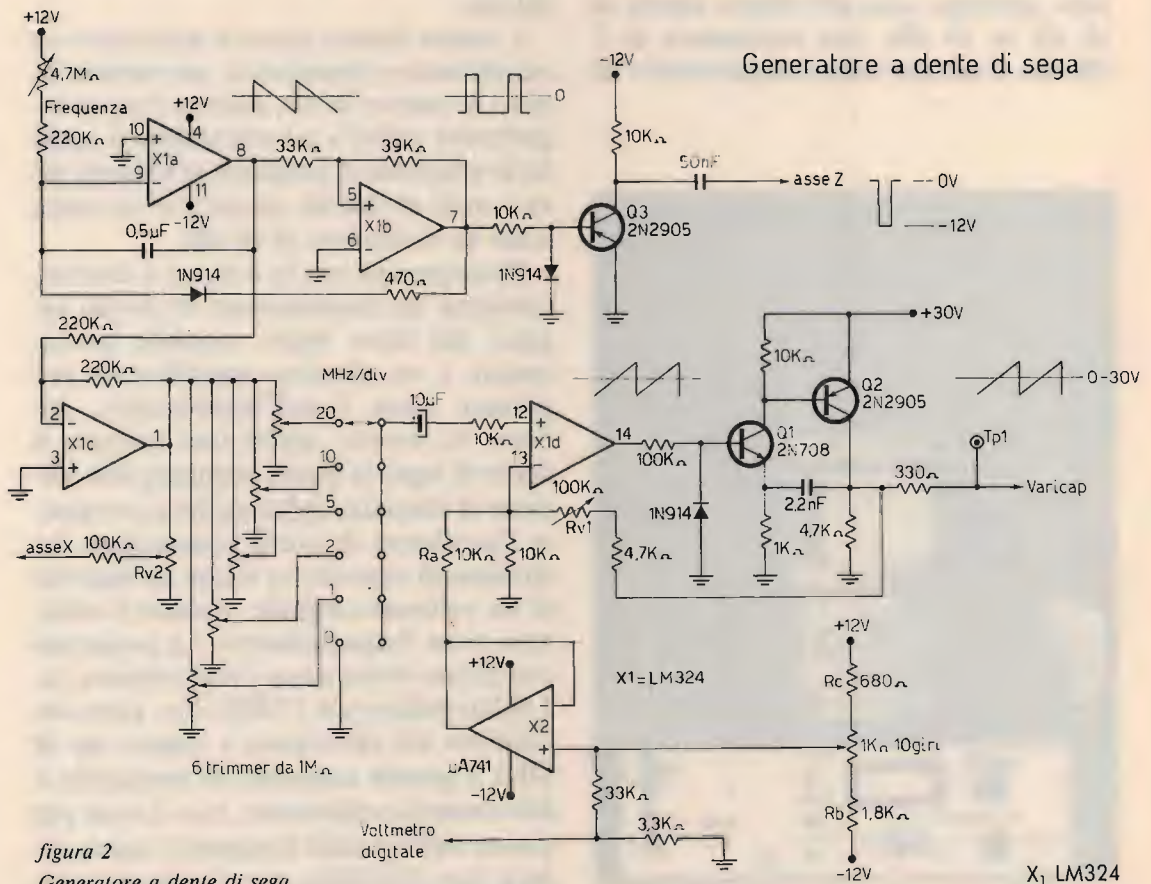 Generatore a dente di sega
+12V
4,7MΩ
Frequenza
220KΩ
+12V
10
+
4
X1a
8
9
-
11
-12V
0,5µF
33KΩ
39KΩ
5
+
X1b
7
6
-
1N914
470Ω
0
10KΩ
1N914
-12V
10KΩ
50nF
asse Z
Q3
2N2905
0V
-12V
220KΩ
220KΩ
2
-
X1c
1
3
+
MHz/div
20
10
5
2
1
0
asseX
100KΩ
Rv2
6 trimmer da 1MΩ
10µF
10KΩ
12
+
X1d
14
13
-
100KΩ
100KΩ
Rv1
Ra
10KΩ
10KΩ
4,7KΩ
1N914
10KΩ
Q1
2N708
Q2
2N2905
+30V
0-30V
2,2nF
1KΩ
4,7KΩ
330Ω
Tp1
Varicap
+12V
X2
-
+
µA741
-12V
X1=LM324
+12V
Rc
680Ω
1KΩ 10giri
Rb
1,8KΩ
-12V
33KΩ
3,3KΩ
Voltmetro
digitale
figura 2
Generatore a dente di sega
X₁ LM324